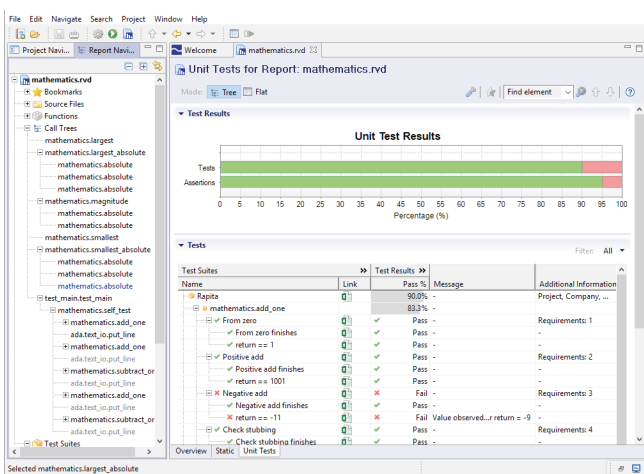 File Edit Navigate Search Project Window Help
Project Navi... Report Navi...
mathematics.rvd
Bookmarks
Source Files
Functions
Call Trees
mathematics.largest
mathematics.largest_absolute
mathematics.absolute
mathematics.absolute
mathematics.absolute
mathematics.magnitude
mathematics.absolute
mathematics.absolute
mathematics.smallest
mathematics.smallest_absolute
mathematics.absolute
mathematics.absolute
mathematics.absolute
test_main.test_main
mathematics.self_test
mathematics.add_one
ada.text_io.put_line
mathematics.add_one
ada.text_io.put_line
mathematics.subtract_or
ada.text_io.put_line
mathematics.add_one
ada.text_io.put_line
mathematics.subtract_or
ada.text_io.put_line
Test Suites
Welcome mathematics.rvd
Unit Tests for Report: mathematics.rvd
Mode: Tree Flat Find element
Test Results
Unit Test Results
Tests
Assertions
0 5 10 15 20 25 30 35 40 45 50 55 60 65 70 75 80 85 90 95 100
Percentage (%)
Tests
Filter: All
Test Suites » Test Results »
Name Link Pass % Message Additional Information
Rapita 90.0% - Project, Company, ...
mathematics.add_one 83.3% -
From zero Pass - Requirements: 1
From zero finishes Pass - -
return == 1 Pass - -
Positive add Pass - Requirements: 2
Positive add finishes Pass - -
return == 1001 Pass - -
Negative add Fail - Requirements: 3
Negative add finishes Pass - -
return == -11 Fail Value observed...r return = -9 -
Check stubbing Pass - Requirements: 4
Check stubbing finishes Pass - -
Overview Static Unit Tests
Selected mathematics.largest_absolute